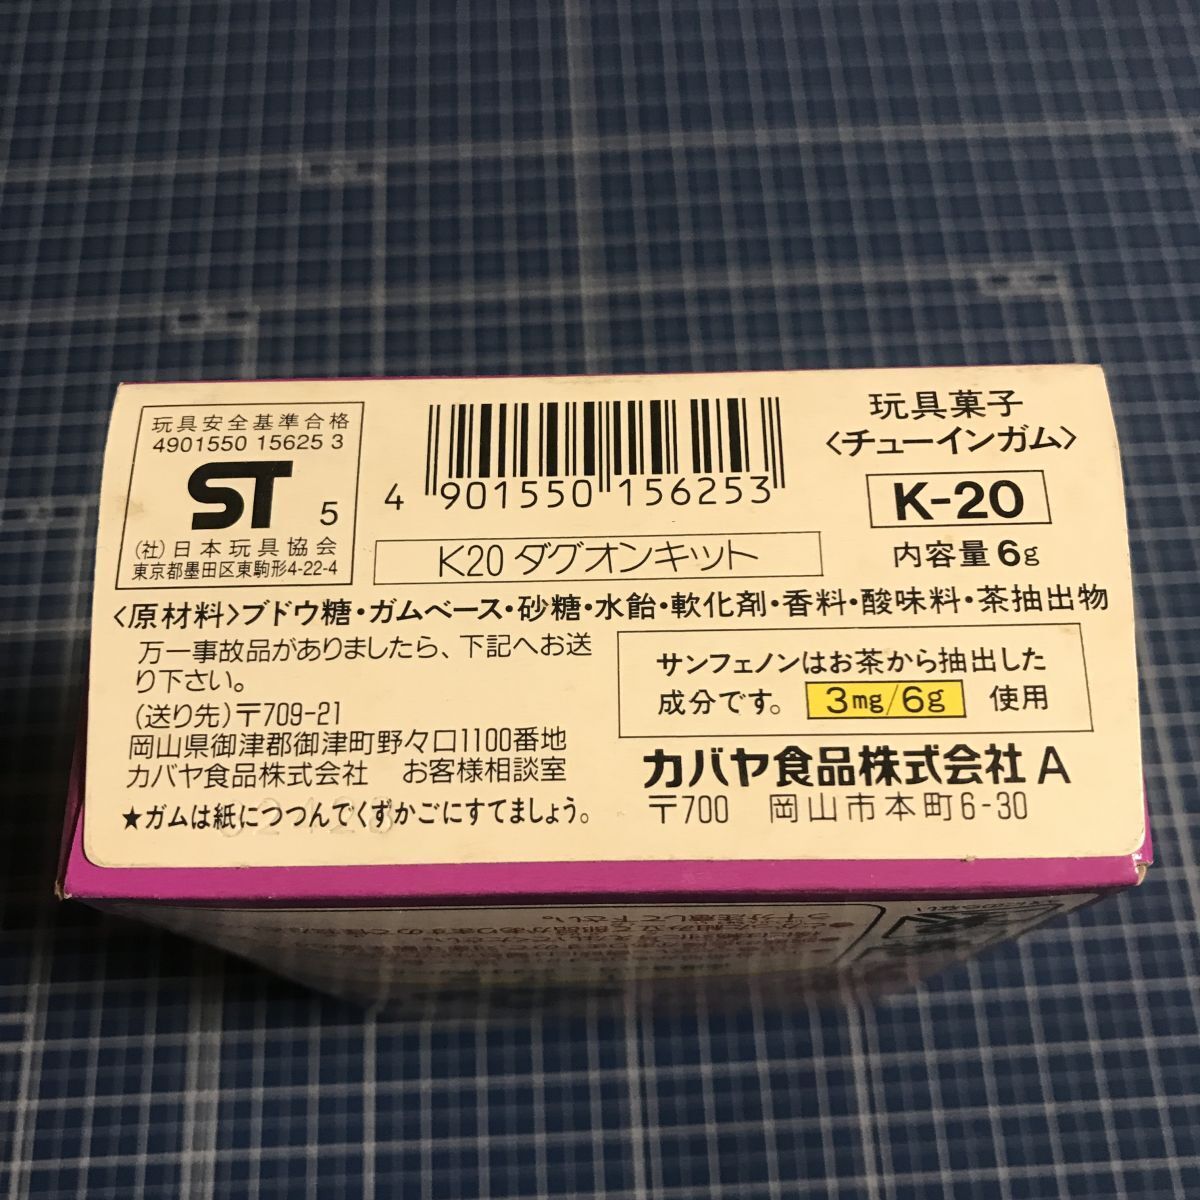 玩具安全基準合格
4901550 15625 3
ST 5
(社)日本玩具協会
東京都墨田区東駒形4-22-4
4 901550 156253
K20 ダグオンキット
玩具菓子
〈チューインガム〉
K-20
内容量6g
〈原材料〉ブドウ糖・ガムベース・砂糖・水飴・軟化剤・香料・酸味料・茶抽出物
万一事故品がありましたら、下記へお送
り下さい。
(送り先)〒709-21
岡山県御津郡御津町野々口1100番地
カバヤ食品株式会社 お客様相談室
★ガムは紙につつんでくずかごにすてましょう。
サンフェノンはお茶から抽出した
成分です。 3mg/6g 使用
カバヤ食品株式会社 A
〒700 岡山市本町6-30